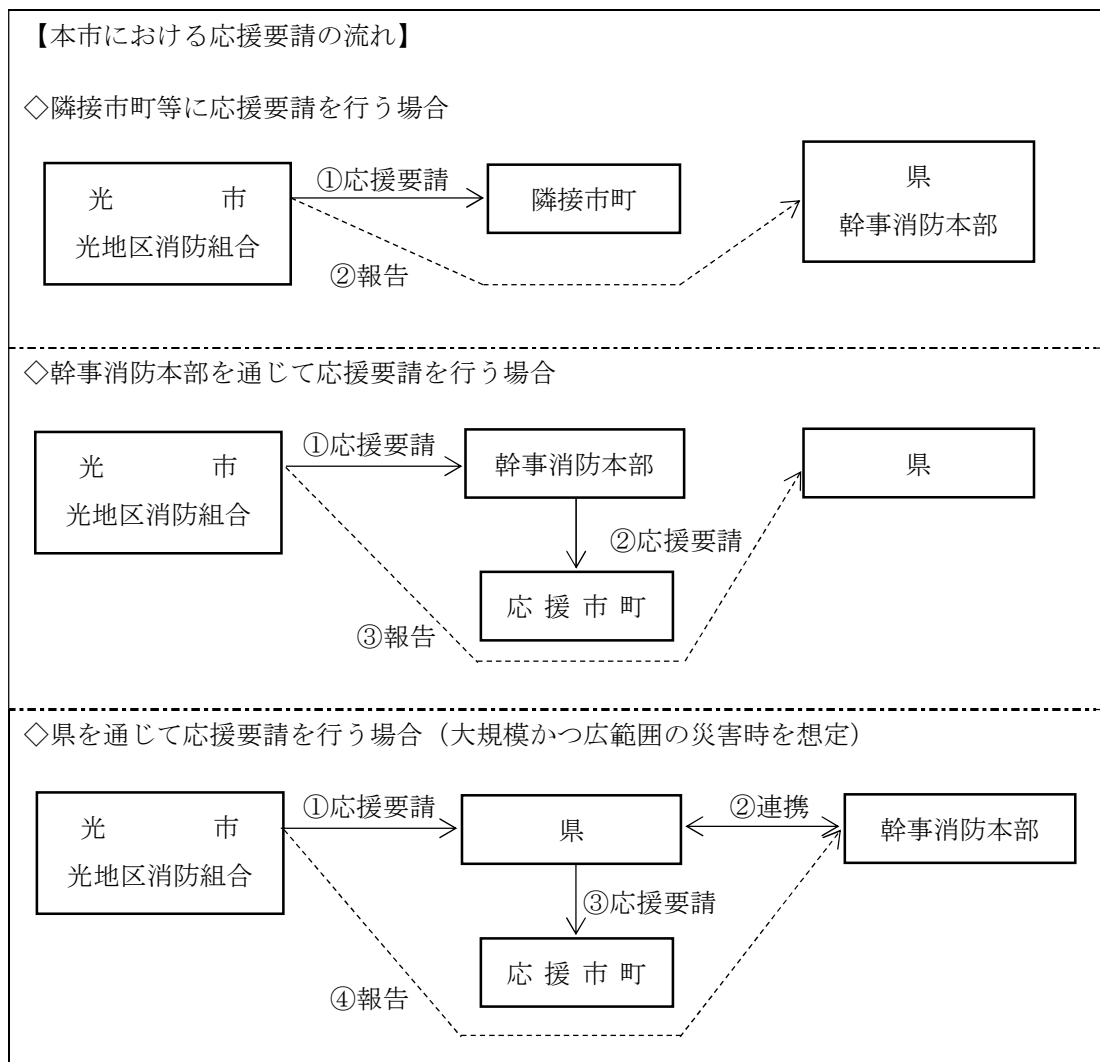 【本市における応援要請の流れ】
◇隣接市町等に応援要請を行う場合
光　　　　市
光地区消防組合
①応援要請
隣接市町
県
幹事消防本部
②報告
◇幹事消防本部を通じて応援要請を行う場合
光　　　　市
光地区消防組合
①応援要請
幹事消防本部
県
②応援要請
応 援 市 町
③報告
◇県を通じて応援要請を行う場合（大規模かつ広範囲の災害時を想定）
光　　　　市
光地区消防組合
①応援要請
県
②連携
幹事消防本部
③応援要請
応 援 市 町
④報告